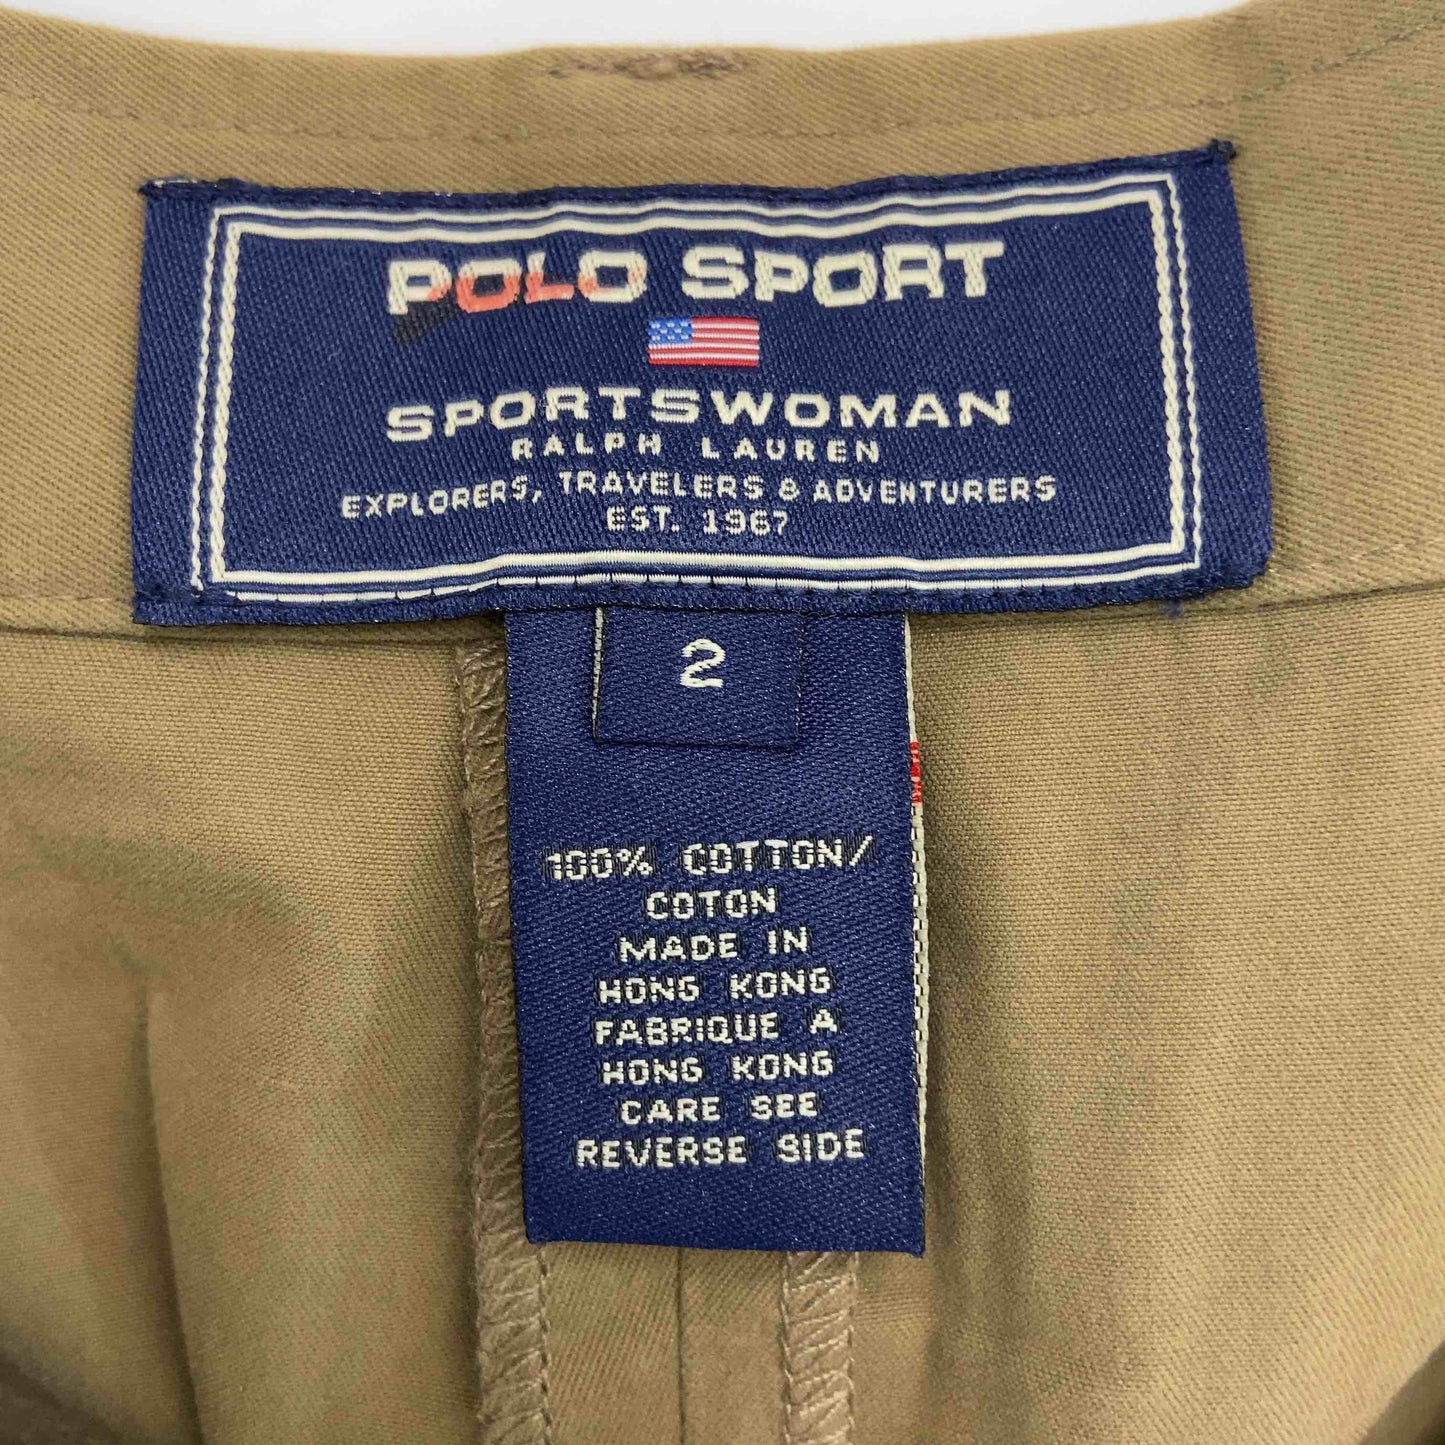 POLO SPORT
SPORTSWOMAN
RALPH LAUREN
EXPLORERS, TRAVELERS & ADVENTURERS
EST. 1967
2
100% COTTON/
COTON
MADE IN
HONG KONG
FABRIQUE A
HONG KONG
CARE SEE
REVERSE SIDE